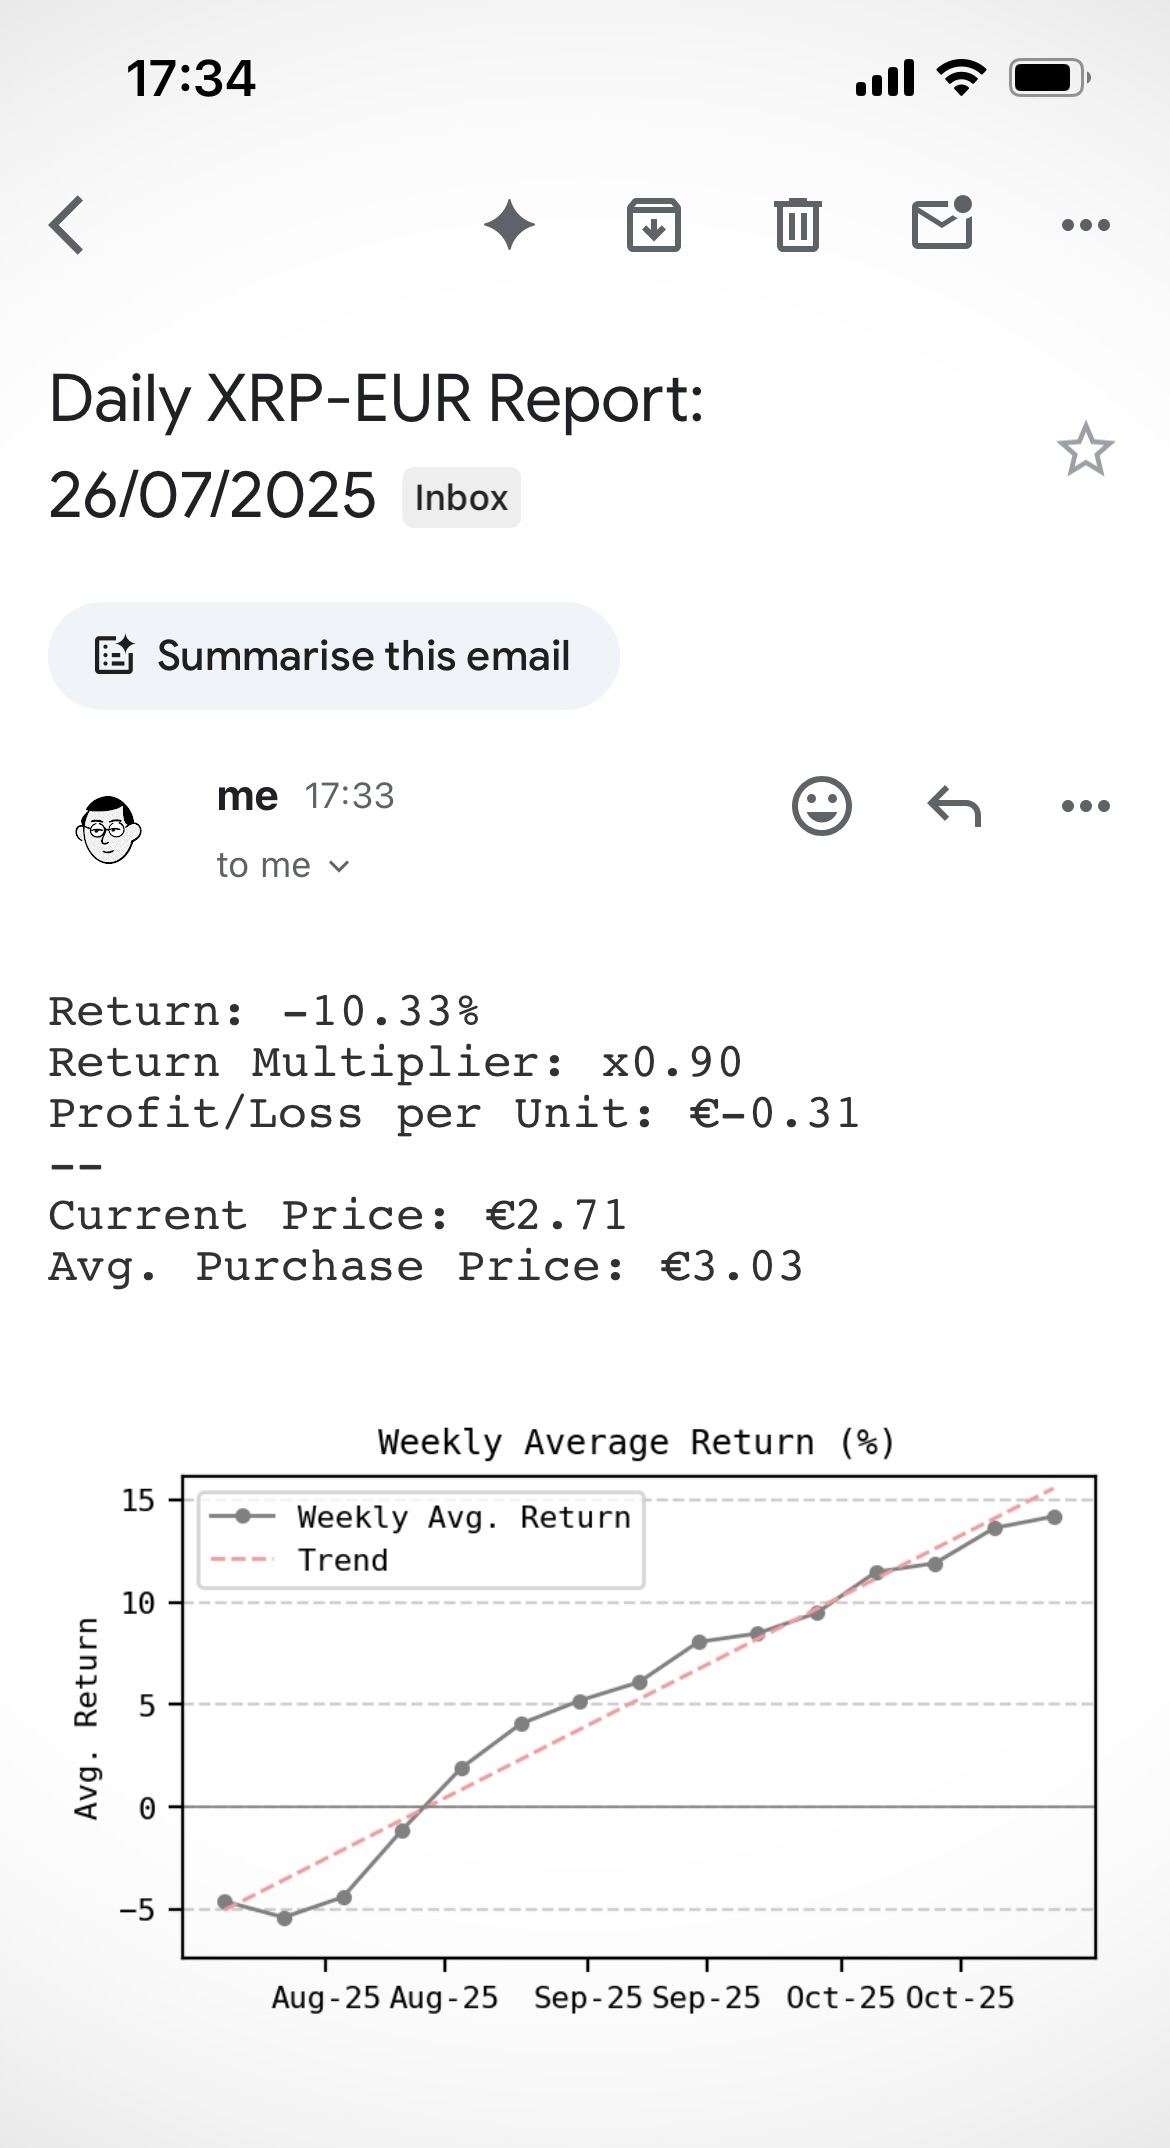 17:34
Daily XRP-EUR Report:
26/07/2025 Inbox
Summarise this email
me 17:33
to me
Return: -10.33%
Return Multiplier: x0.90
Profit/Loss per Unit: €-0.31
--
Current Price: €2.71
Avg. Purchase Price: €3.03
Weekly Average Return (%)
Weekly Avg. Return
Trend
Avg. Return
15
10
5
0
−5
Aug-25 Aug-25 Sep-25 Sep-25 Oct-25 Oct-25